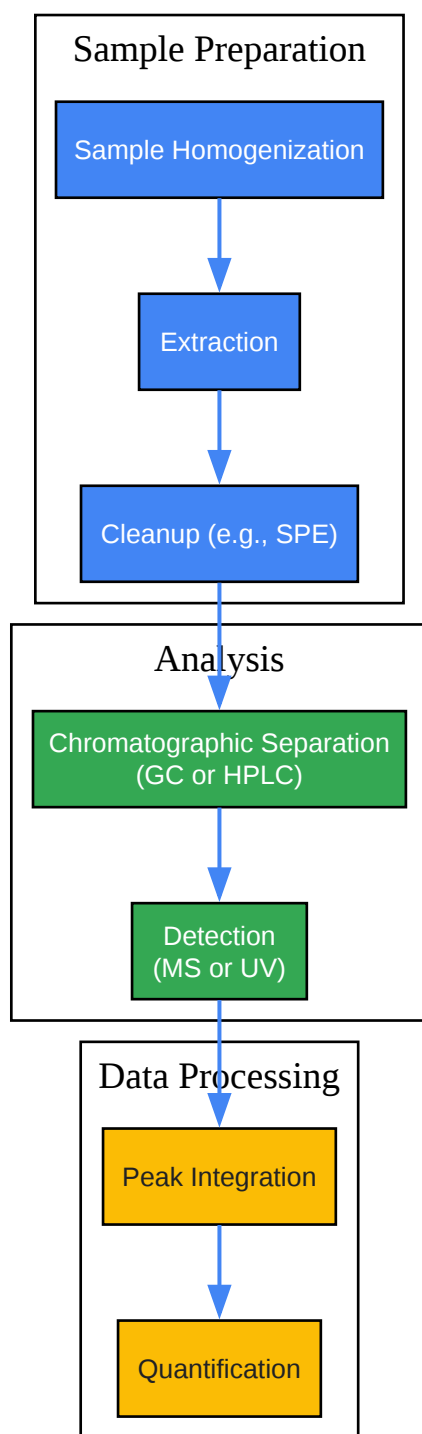 Sample Preparation
Sample Homogenization
Extraction
Cleanup (e.g., SPE)
Analysis
Chromatographic Separation
(GC or HPLC)
Detection
(MS or UV)
Data Processing
Peak Integration
Quantification